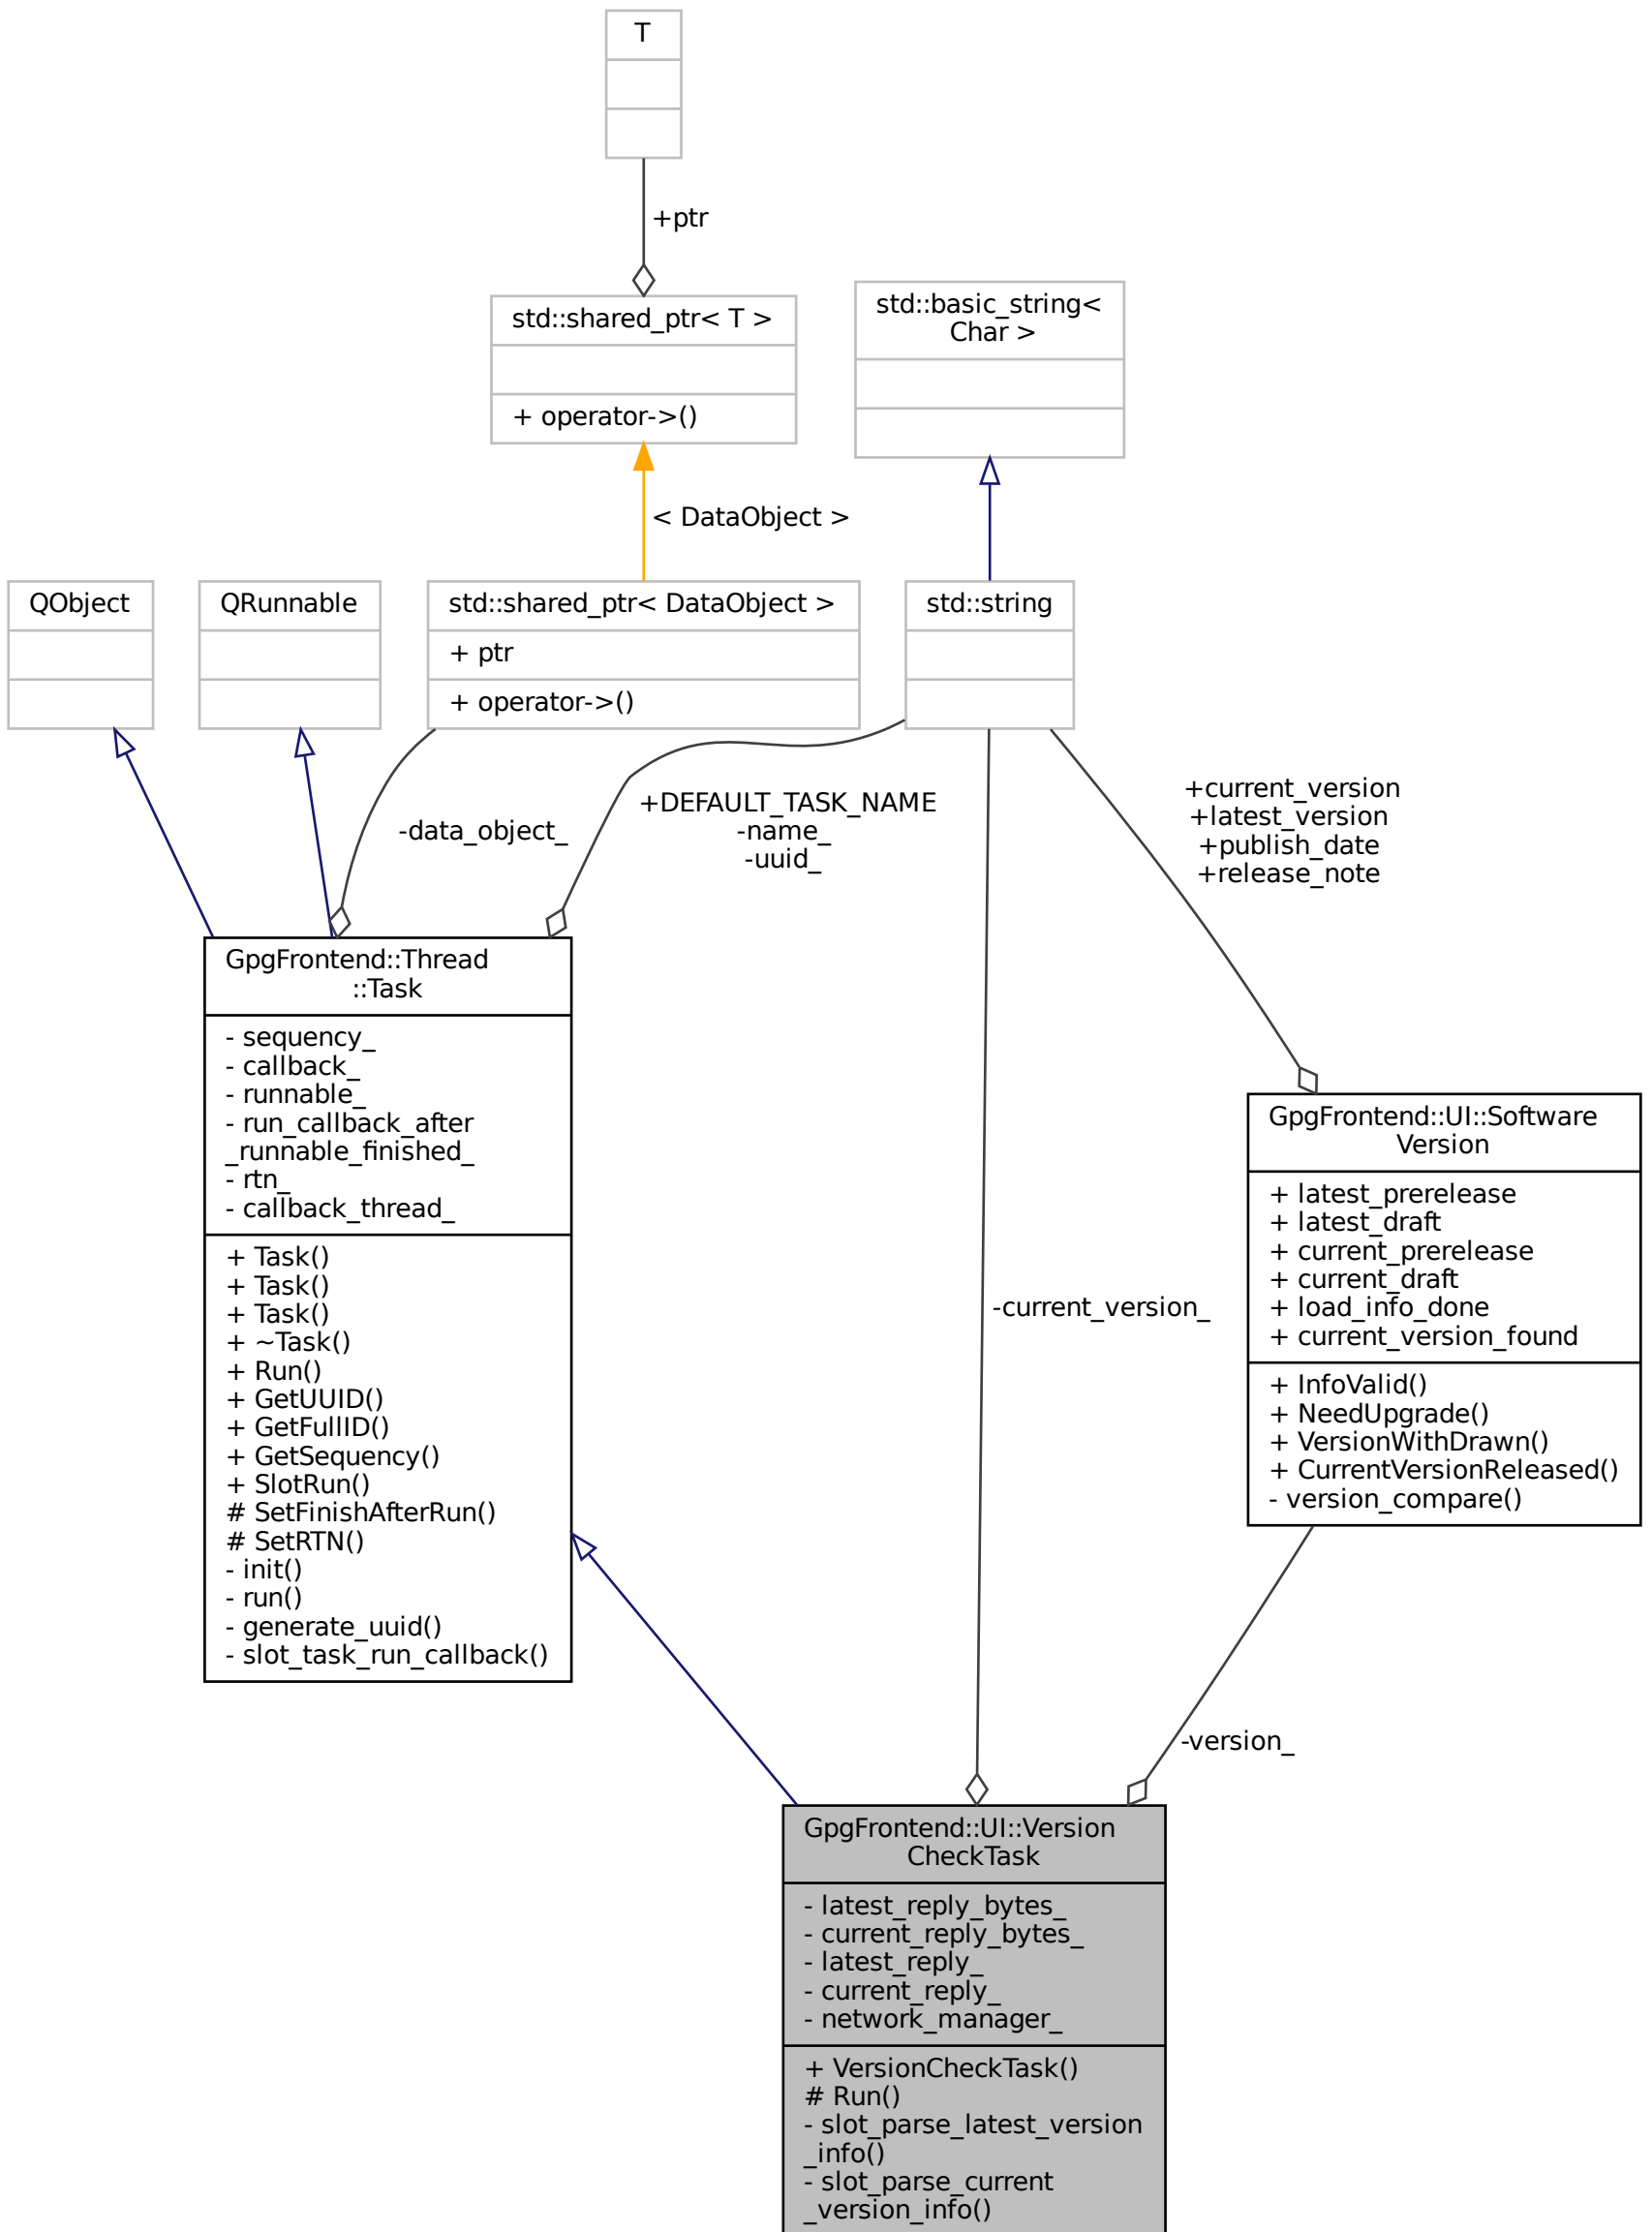 T
+ptr
std::shared_ptr< T >
+ operator->()
std::basic_string<
Char >
< DataObject >
QObject
QRunnable
std::shared_ptr< DataObject >
+ ptr
+ operator->()
std::string
-data_object_
+DEFAULT_TASK_NAME
-name_
-uuid_
+current_version
+latest_version
+publish_date
+release_note
GpgFrontend::Thread
::Task
- sequency_
- callback_
- runnable_
- run_callback_after
_runnable_finished_
- rtn_
- callback_thread_
+ Task()
+ Task()
+ Task()
+ ~Task()
+ Run()
+ GetUUID()
+ GetFullID()
+ GetSequency()
+ SlotRun()
# SetFinishAfterRun()
# SetRTN()
- init()
- run()
- generate_uuid()
- slot_task_run_callback()
-current_version_
GpgFrontend::UI::Software
Version
+ latest_prerelease
+ latest_draft
+ current_prerelease
+ current_draft
+ load_info_done
+ current_version_found
+ InfoValid()
+ NeedUpgrade()
+ VersionWithDrawn()
+ CurrentVersionReleased()
- version_compare()
-version_
GpgFrontend::UI::Version
CheckTask
- latest_reply_bytes_
- current_reply_bytes_
- latest_reply_
- current_reply_
- network_manager_
+ VersionCheckTask()
# Run()
- slot_parse_latest_version
_info()
- slot_parse_current
_version_info()